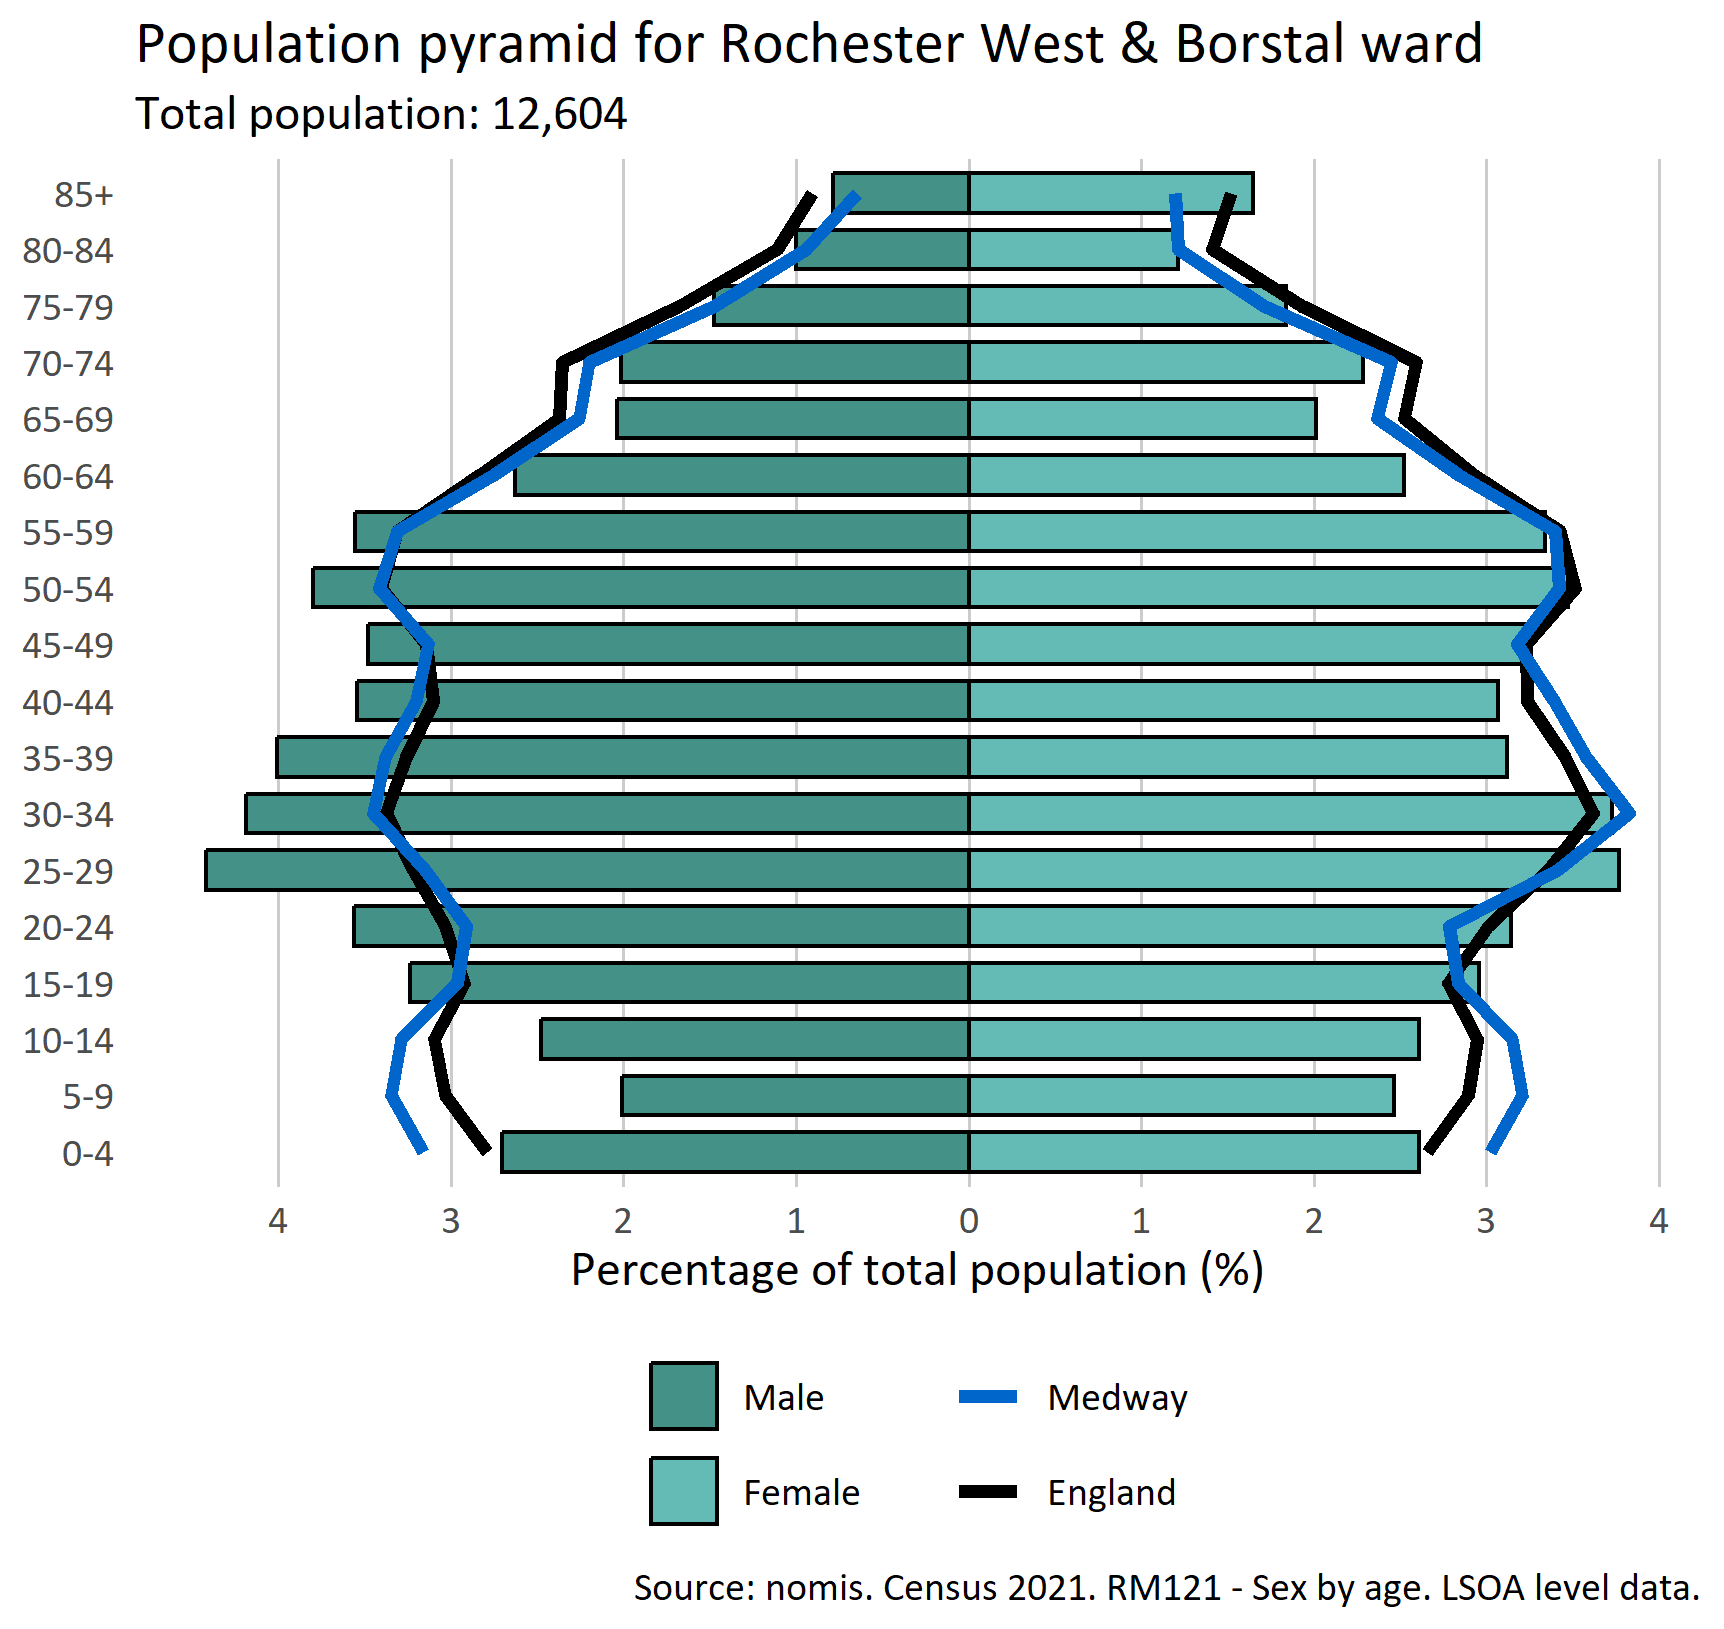 Population pyramid for Rochester West & Borstal ward
Total population: 12,604
85+
80-84
75-79
70-74
65-69
60-64
55-59
50-54
45-49
40-44
35-39
30-34
25-29
20-24
15-19
10-14
5-9
0-4
4 3 2 1 0 1 2 3 4
Percentage of total population (%)
Male Medway
Female England
Source: nomis. Census 2021. RM121 - Sex by age. LSOA level data.